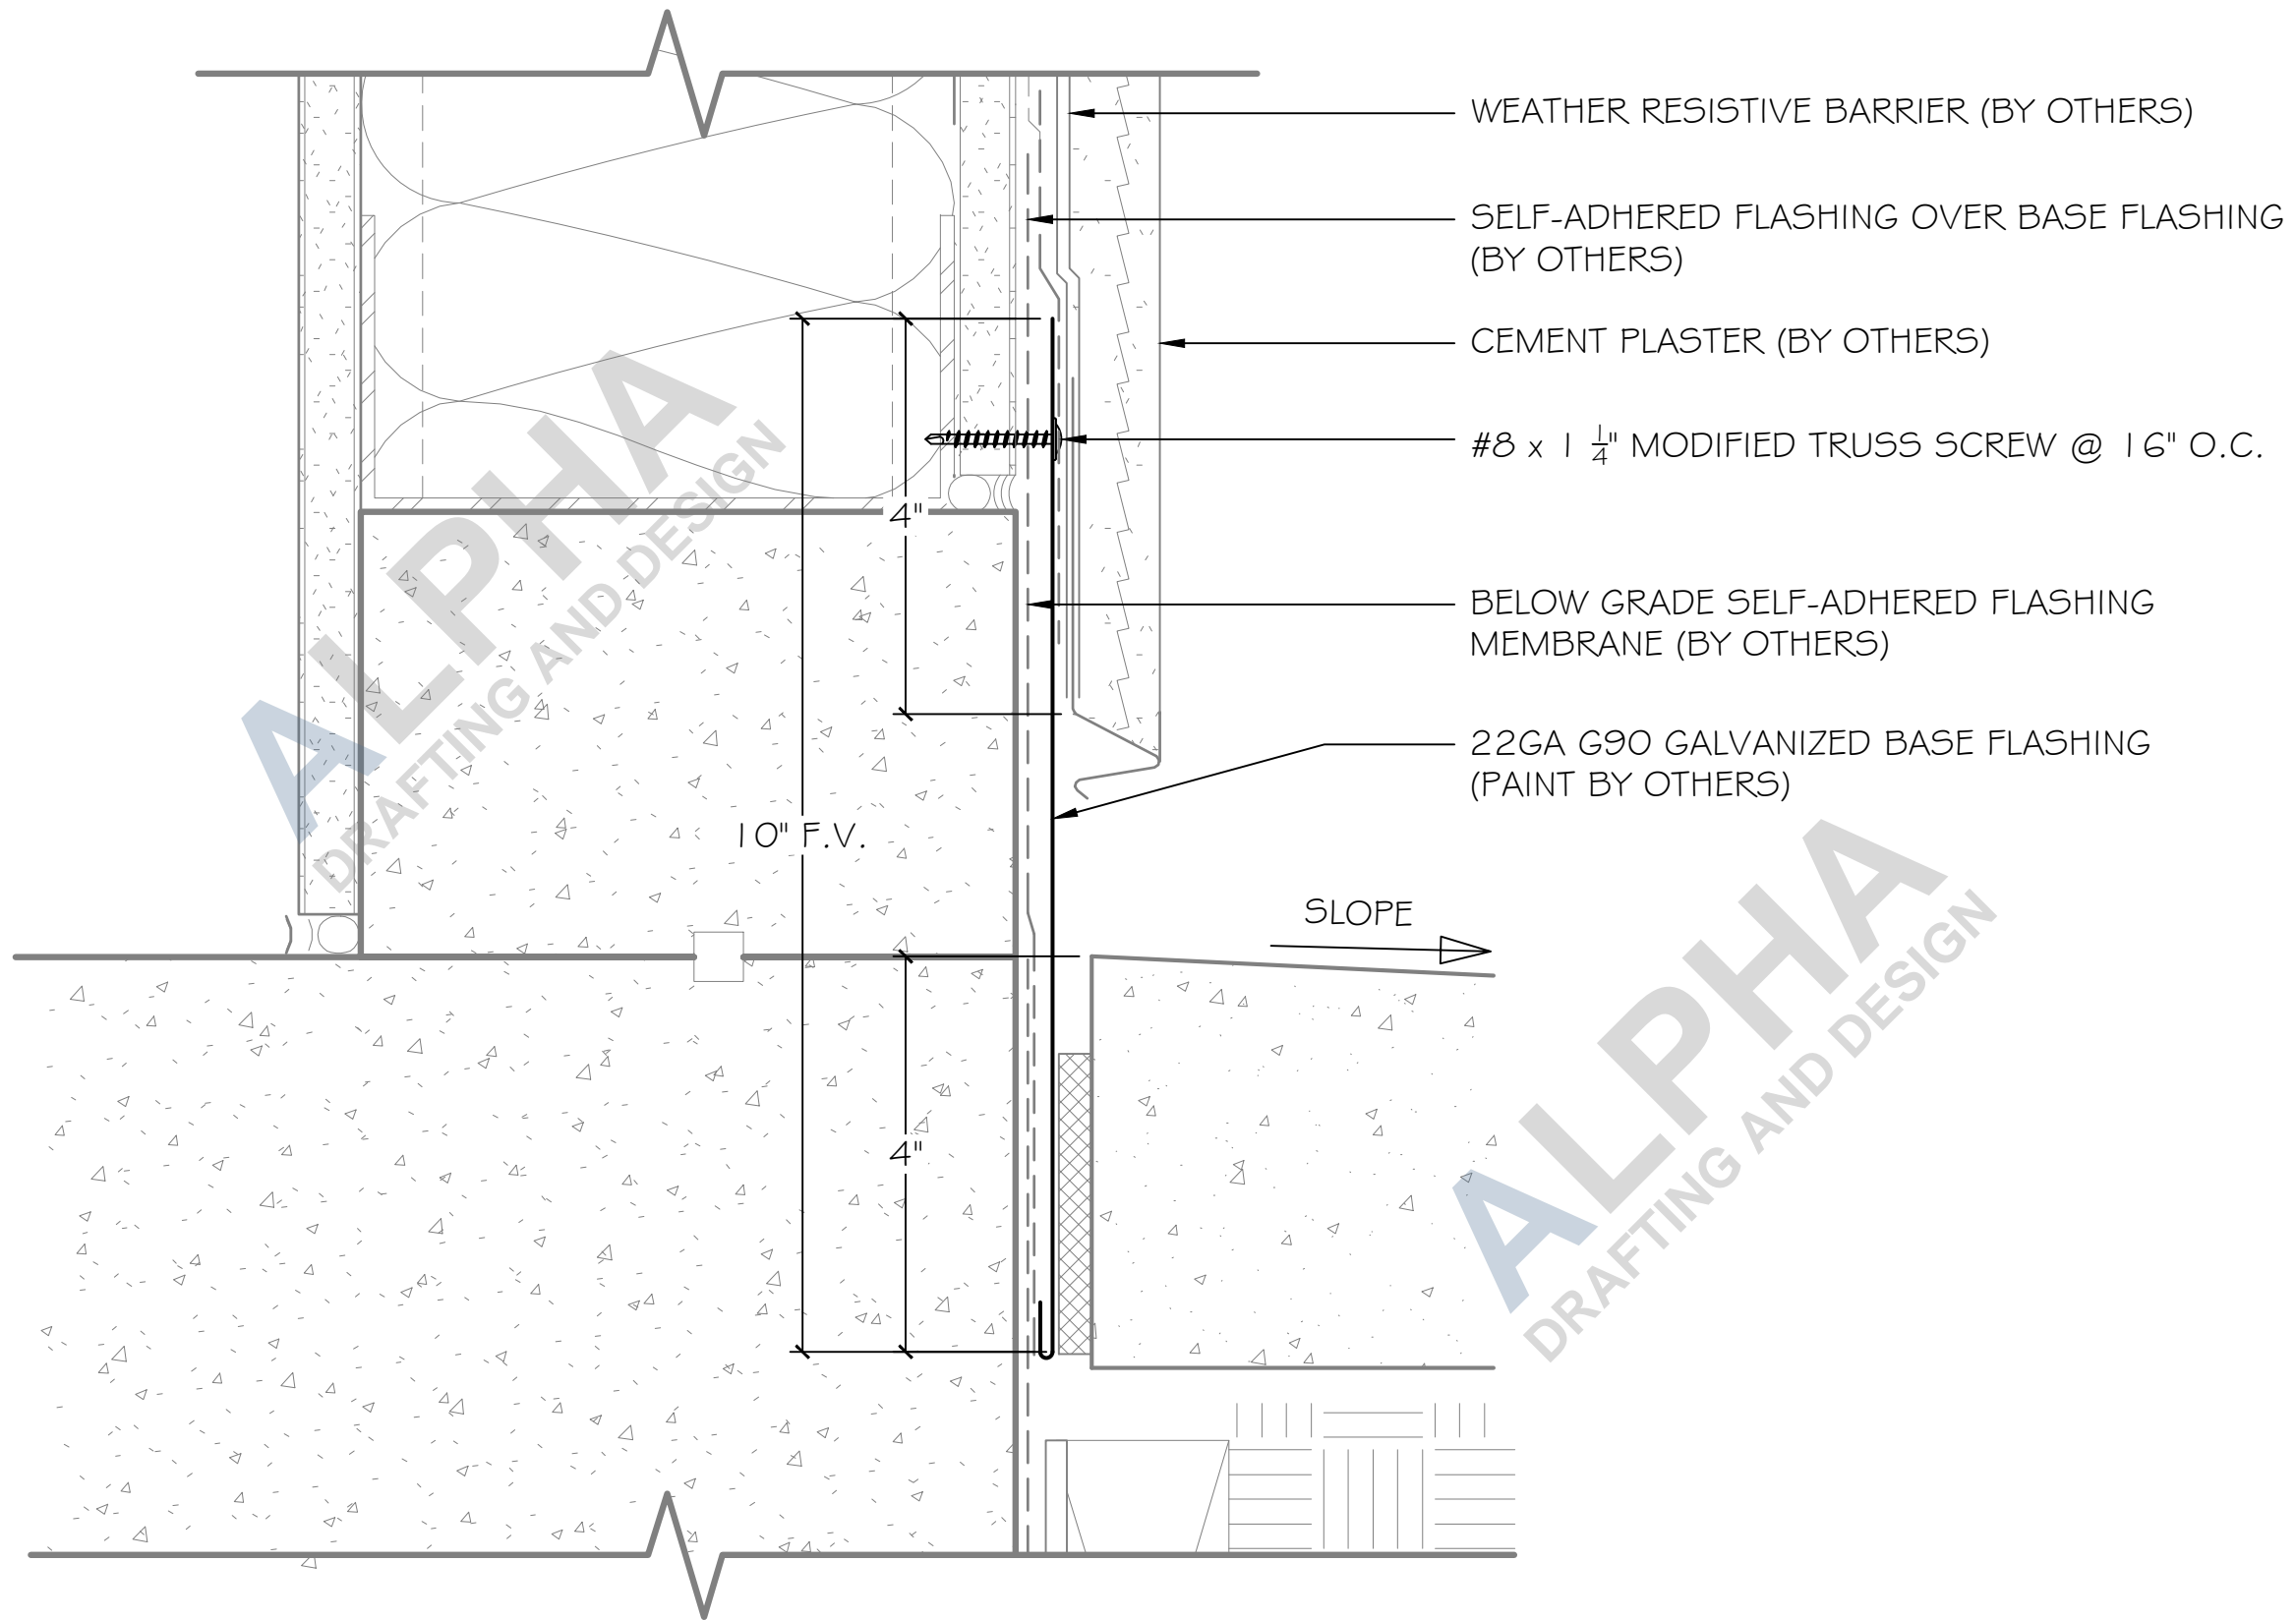 WEATHER RESISTIVE BARRIER (BY OTHERS)
SELF-ADHERED FLASHING OVER BASE FLASHING
(BY OTHERS)
CEMENT PLASTER (BY OTHERS)
#8 x 1 1/4" MODIFIED TRUSS SCREW @ 16" O.C.
4"
BELOW GRADE SELF-ADHERED FLASHING
MEMBRANE (BY OTHERS)
22GA G90 GALVANIZED BASE FLASHING
(PAINT BY OTHERS)
10" F.V.
SLOPE
4"
ALPHA
DRAFTING AND DESIGN
ALPHA
DRAFTING AND DESIGN